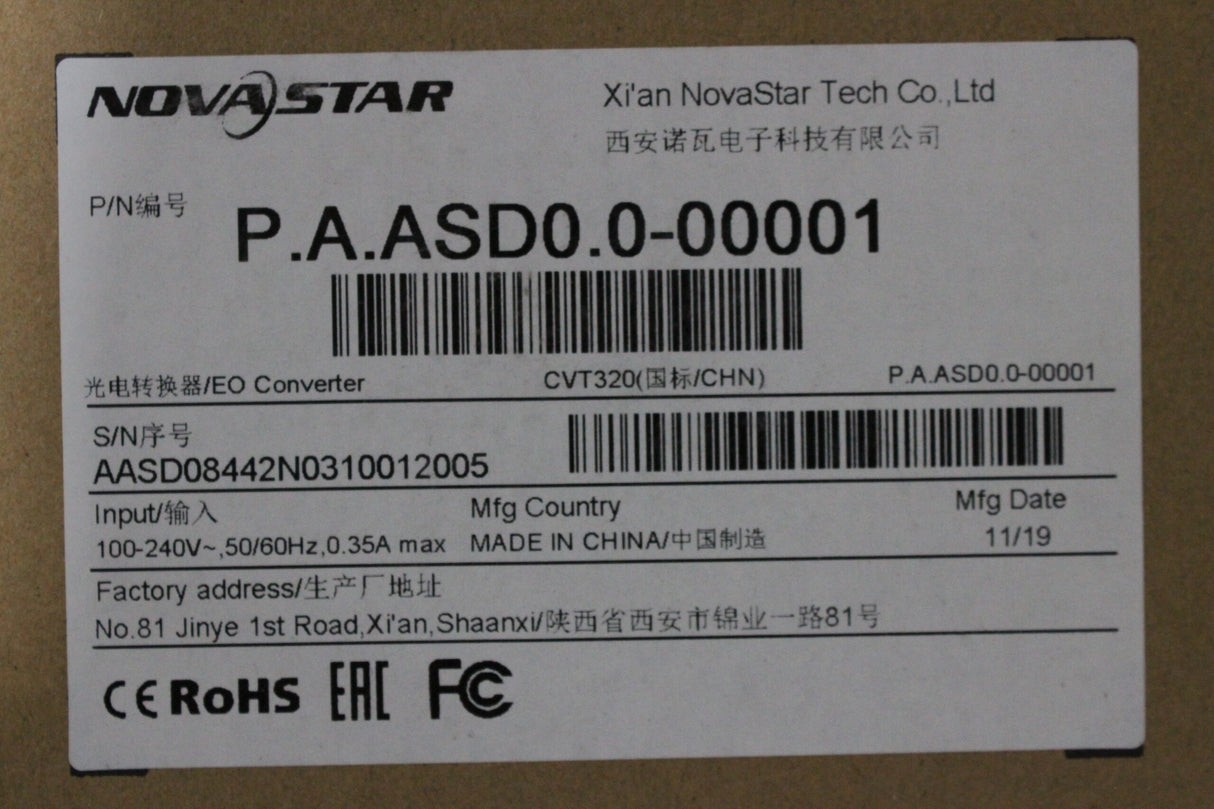 NOVASTAR
Xi'an NovaStar Tech Co.,Ltd
西安诺瓦电子科技有限公司
P/N编号
P.A.ASD0.0-00001
光电转换器/EO Converter CVT320(国标/CHN) P.A.ASD0.0-00001
S/N序号
AASD08442N0310012005
Input/输入 Mfg Country Mfg Date
100-240V~,50/60Hz,0.35A max MADE IN CHINA/中国制造 11/19
Factory address/生产厂地址
No.81 Jinye 1st Road,Xi'an,Shaanxi/陕西省西安市锦业一路81号
CE RoHS EAC FC